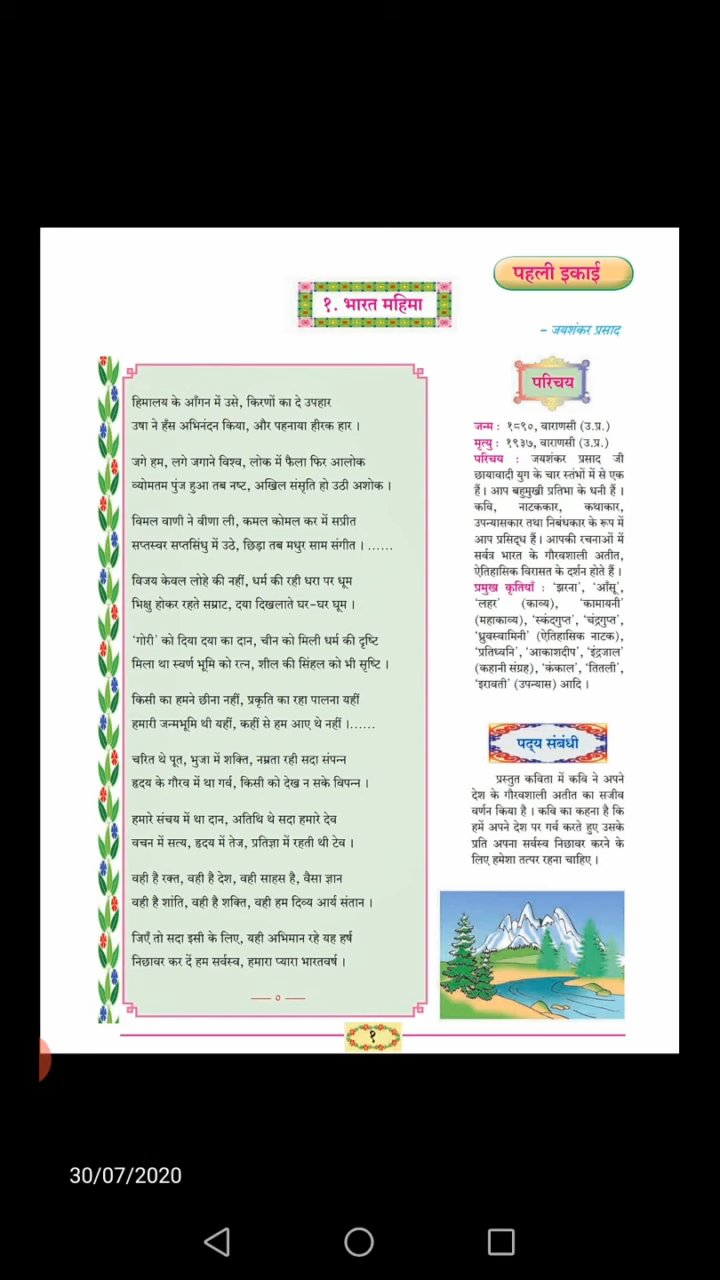 पहली इकाई
१. भारत महिमा
– जयशंकर प्रसाद
हिमालय के आँगन में उसे, किरणों का दे उपहार
उषा ने हँस अभिनंदन किया, और पहनाया हीरक हार ।
जगे हम, लगे जगाने विश्व, लोक में फैला फिर आलोक
व्योमतम पुंज हुआ तब नष्ट, अखिल संसृति हो उठी अशोक ।
विमल वाणी ने वीणा ली, कमल कोमल कर में सप्रीत
सप्तस्वर सप्तसिंधु में उठे, छिड़ा तब मधुर साम संगीत । ......
विजय केवल लोहे की नहीं, धर्म की रही धरा पर धूम
भिक्षु होकर रहते सम्राट, दया दिखलाते घर-घर घूम ।
'गोरी' को दिया दया का दान, चीन को मिली धर्म की दृष्टि
मिला था स्वर्ण भूमि को रत्न, शील की सिंहल को भी सृष्टि ।
किसी का हमने छीना नहीं, प्रकृति का रहा पालना यहीं
हमारी जन्मभूमि थी यहीं, कहीं से हम आए थे नहीं ।......
चरित थे पूत, भुजा में शक्ति, नम्रता रही सदा संपन्न
हृदय के गौरव में था गर्व, किसी को देख न सके विपन्न ।
हमारे संचय में था दान, अतिथि थे सदा हमारे देव
वचन में सत्य, हृदय में तेज, प्रतिज्ञा में रहती थी टेव ।
वही है रक्त, वही है देश, वही साहस है, वैसा ज्ञान
वही है शांति, वही है शक्ति, वही हम दिव्य आर्य संतान ।
जिएँ तो सदा इसी के लिए, यही अभिमान रहे यह हर्ष
निछावर कर दें हम सर्वस्व, हमारा प्यारा भारतवर्ष ।
— ० —
परिचय
जन्म : १८९०, वाराणसी (उ.प्र.)
मृत्यु : १९३७, वाराणसी (उ.प्र.)
परिचय : जयशंकर प्रसाद जी
छायावादी युग के चार स्तंभों में से एक
हैं । आप बहुमुखी प्रतिभा के धनी हैं ।
कवि, नाटककार, कथाकार,
उपन्यासकार तथा निबंधकार के रूप में
आप प्रसिद्ध हैं । आपकी रचनाओं में
सर्वत्र भारत के गौरवशाली अतीत,
ऐतिहासिक विरासत के दर्शन होते हैं ।
प्रमुख कृतियाँ : 'झरना', 'आँसू',
'लहर' (काव्य), 'कामायनी'
(महाकाव्य), 'स्कंदगुप्त', 'चंद्रगुप्त',
'ध्रुवस्वामिनी' (ऐतिहासिक नाटक),
'प्रतिध्वनि', 'आकाशदीप', 'इंद्रजाल'
(कहानी संग्रह), 'कंकाल', 'तितली',
'इरावती' (उपन्यास) आदि ।
पद्य संबंधी
प्रस्तुत कविता में कवि ने अपने
देश के गौरवशाली अतीत का सजीव
वर्णन किया है । कवि का कहना है कि
हमें अपने देश पर गर्व करते हुए उसके
प्रति अपना सर्वस्व निछावर करने के
लिए हमेशा तत्पर रहना चाहिए ।
१
30/07/2020